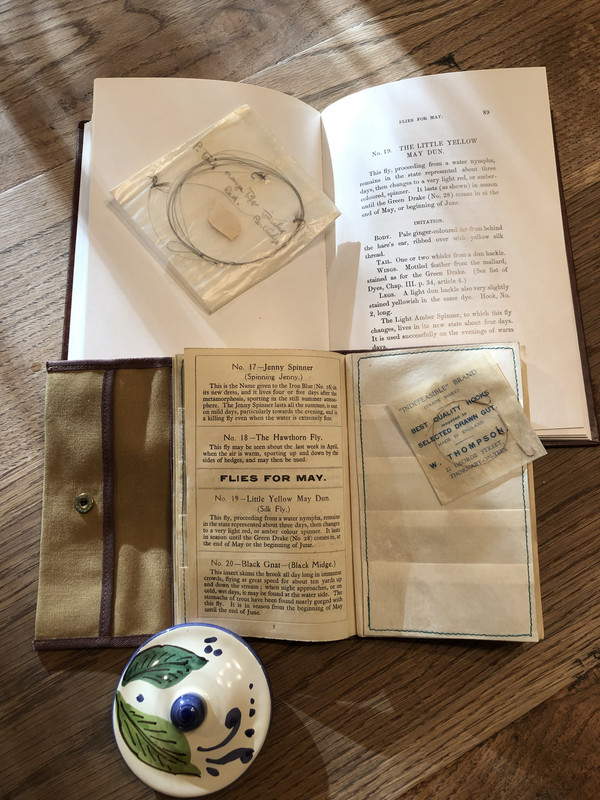 FLIES FOR MAY. 89
No. 19. THE LITTLE YELLOW
MAY DUN.
This fly, proceeding from a water nympha,
remains in the state represented about three
days, then changes to a very light red, or amber-
coloured, spinner. It lasts (as shown) in season
until the Green Drake (No. 28) comes in at the
end of May, or beginning of June.
IMITATION.
BODY. Pale ginger-coloured fur from behind
the hare's ear, ribbed over with yellow silk
thread.
TAIL. One or two whisks from a dun hackle.
WINGS. Mottled feather from the mallard,
stained as for the Green Drake. (See list of
Dyes, Chap. III. p. 34, article 4.)
LEGS. A light dun hackle also very slightly
stained yellowish in the same dye. Hook, No.
2, long.
The Light Amber Spinner, to which this fly
changes, lives in its new state about four days.
It is used successfully on the evenings of warm
days.
No. 17—Jenny Spinner
(Spinning Jenny.)
This is the Name given to the Iron Blue (No. 16) in
its new dress, and it lives four or five days after the
metamorphosis, sporting in the still summer atmos-
phere. The Jenny Spinner lasts all the summer, is out
on mild days, particularly towards the evening, and is
a killing fly even when the water is clearest.
No. 18—The Hawthorn Fly.
This fly may be seen about the last week in April,
when the air is warm, sporting up and down by the
sides of hedges, and may then be used.
FLIES FOR MAY.
No. 19—Little Yellow May Dun.
(Silk Fly,)
This fly, proceeding from a water nympha, remains
in the state represented about three days, then changes
to a very light red, or amber colour spinner. It lasts
in season until the Green Drake (No 28) comes in, at
the end of May or beginning of June.
No. 20—Black Gnat—(Black Midge.)
This insect skims the brook all day long in immense
crowds, flying at great speed for about ten yards up
and down the stream; when night approaches, or on
cold, wet days, it may be found at the water side. The
stomachs of trout have been found nearly gorged with
this fly. It is in season from the beginning of May
until the end of June.
"INDEFEASIBLE" BRAND
BEST QUALITY HOOKS
SELECTED DRAWN GUT
MADE IN ENGLAND
W. THOMPSON
21 GEORGE STREET,